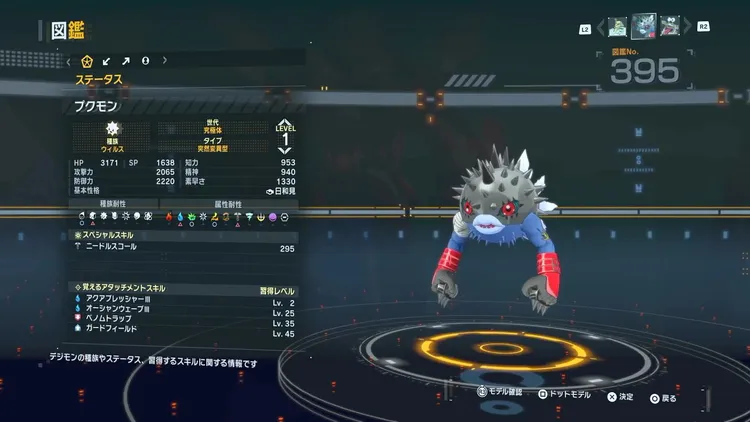 図鑑
L2
R2
図鑑No.
395
ステータス
プクモン
種族
ウイルス
世代
究極体
タイプ
突然変異型
LEVEL
1
HP 3171 SP 1638 知力 953
攻撃力 2065 精神 940
防御力 2220 素早さ 1330
基本性格 日和見
種族耐性 属性耐性
スペシャルスキル
ニードルスコール 295
覚えるアタッチメントスキル 習得レベル
アクアプレッシャーIII Lv. 2
オーシャンウェーブIII Lv. 25
ベノムトラップ Lv. 35
ガードフィールド Lv. 45
デジモンの種族やステータス、習得するスキルに関する情報です
R3 モデル確認 ドットモデル 決定 戻る